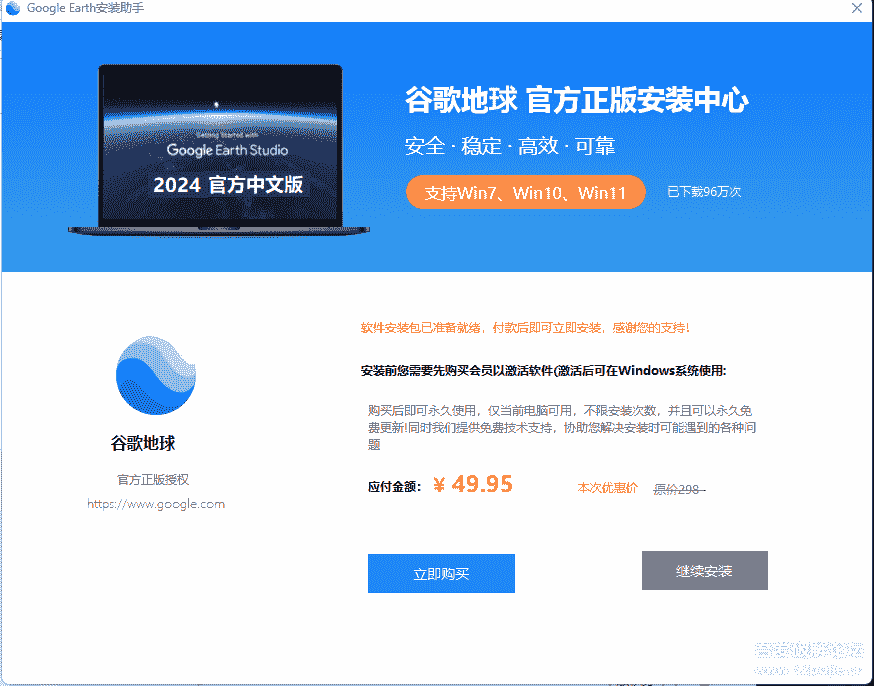 Google Earth安装助手
谷歌地球 官方正版安装中心
安全 · 稳定 · 高效 · 可靠
支持Win7、Win10、Win11
已下载96万次
Getting Started with
Google Earth Studio
2024 官方中文版
软件安装包已准备就绪，付款后即可立即安装，感谢您的支持!
安装前您需要先购买会员以激活软件(激活后可在Windows系统使用:
购买后即可永久使用，仅当前电脑可用，不限安装次数，并且可以永久免
费更新!同时我们提供免费技术支持，协助您解决安装时可能遇到的各种问
题
应付金额： ¥ 49.95
本次优惠价
原价298
谷歌地球
官方正版授权
https://www.google.com
立即购买
继续安装